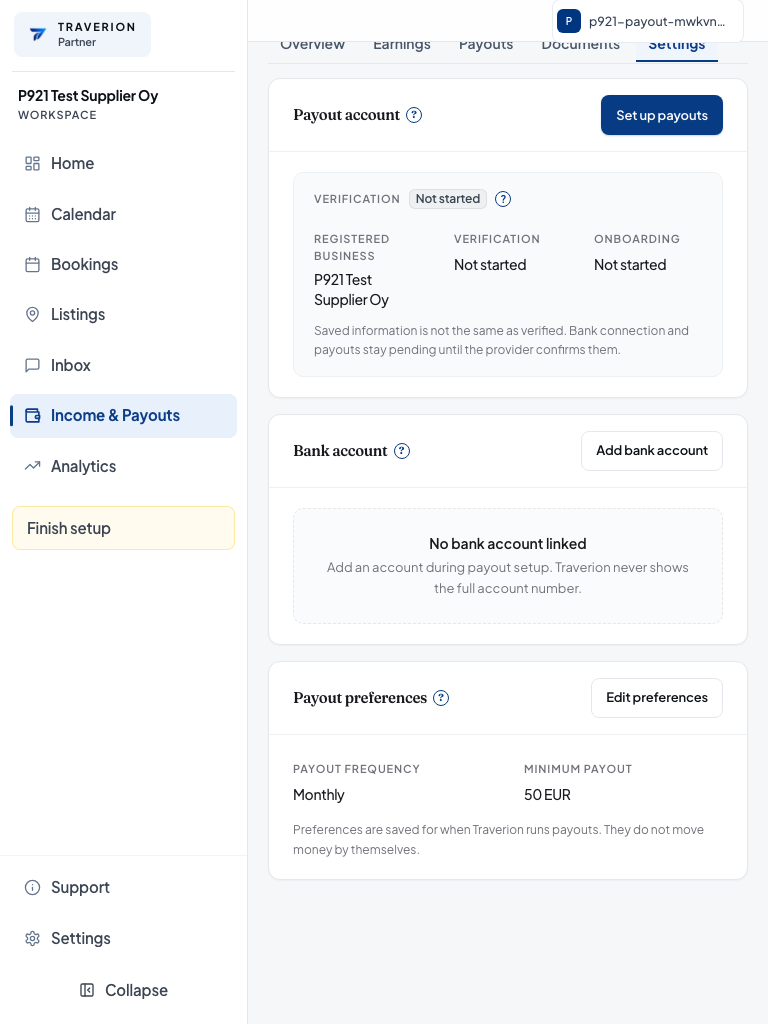 TRAVERION
Partner
P921 Test Supplier Oy
WORKSPACE
Home
Calendar
Bookings
Listings
Inbox
Income & Payouts
Analytics
Finish setup
Support
Settings
Collapse
P
p921-payout-mwkvn…
Overview
Earnings
Payouts
Documents
Settings
Payout account ?
Set up payouts
VERIFICATION Not started ?
REGISTERED
BUSINESS
P921 Test
Supplier Oy
VERIFICATION
Not started
ONBOARDING
Not started
Saved information is not the same as verified. Bank connection and
payouts stay pending until the provider confirms them.
Bank account ?
Add bank account
No bank account linked
Add an account during payout setup. Traverion never shows
the full account number.
Payout preferences ?
Edit preferences
PAYOUT FREQUENCY
Monthly
MINIMUM PAYOUT
50 EUR
Preferences are saved for when Traverion runs payouts. They do not move
money by themselves.